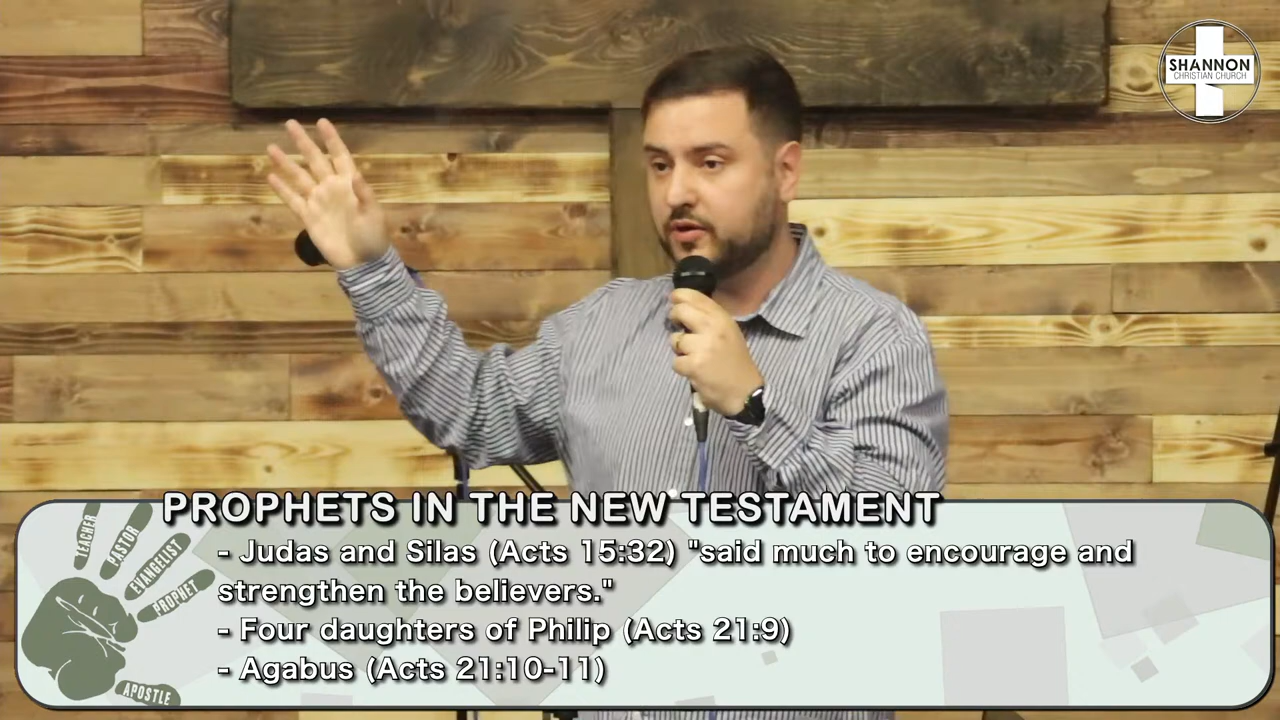 SHANNON
CHRISTIAN CHURCH
PROPHETS IN THE NEW TESTAMENT
- Judas and Silas (Acts 15:32) "said much to encourage and
strengthen the believers."
- Four daughters of Philip (Acts 21:9)
- Agabus (Acts 21:10-11)
TEACHER
PASTOR
EVANGELIST
PROPHET
APOSTLE